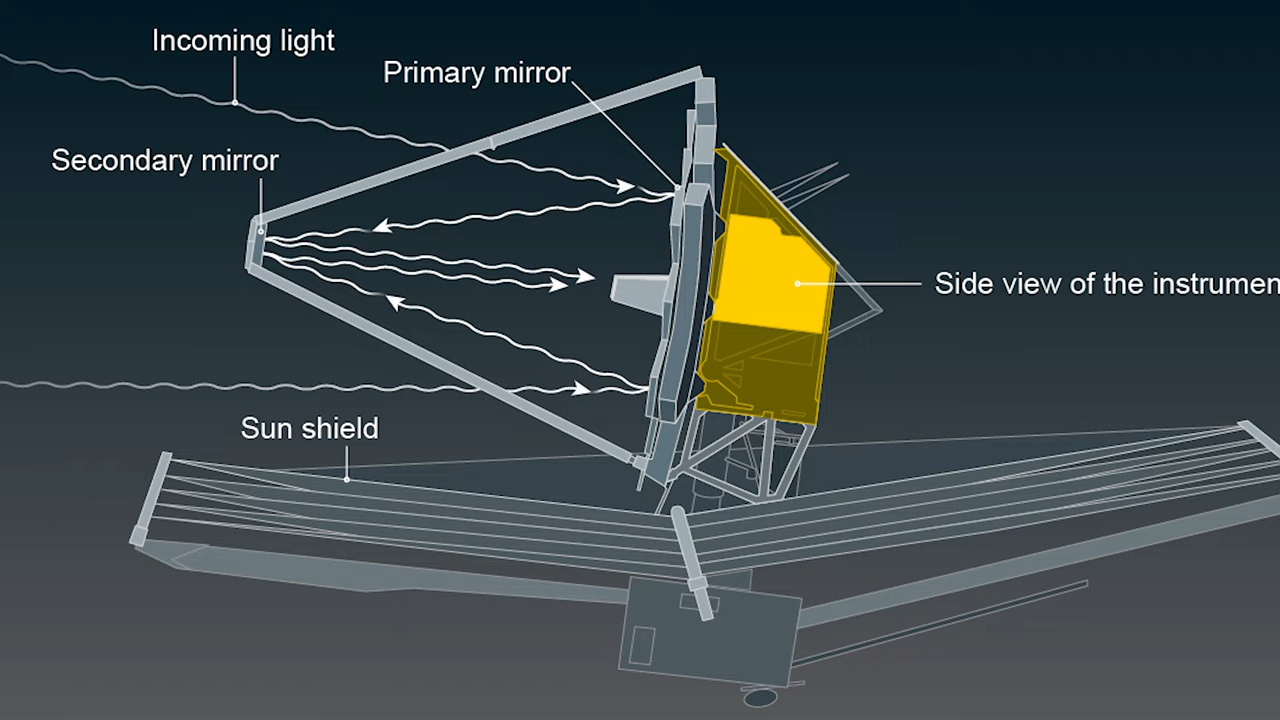 Incoming light
Primary mirror
Secondary mirror
Side view of the instrumen
Sun shield